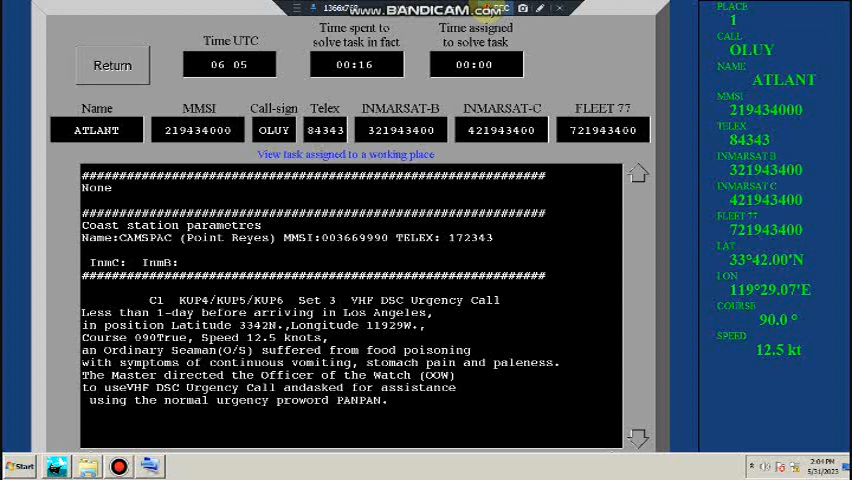 1366x768
WWW.BANDICAM.COM
REC
Return
Time UTC
06 05
Time spent to
solve task in fact
00:16
Time assigned
to solve task
00:00
Name
ATLANT
MMSI
219434000
Call-sign
OLUY
Telex
84343
INMARSAT-B
321943400
INMARSAT-C
421943400
FLEET 77
721943400
View task assigned to a working place
##########################################################################
None
##########################################################################
Coast station parametres
Name:CAMSPAC (Point Reyes) MMSI:003669990 TELEX: 172343
InmC: InmB:
##########################################################################
C1 KUP4/KUP5/KUP6 Set 3 VHF DSC Urgency Call
Less than 1-day before arriving in Los Angeles,
in position Latitude 3342N.,Longitude 11929W.,
Course 090True, Speed 12.5 knots,
an Ordinary Seaman(O/S) suffered from food poisoning
with symptoms of continuous vomiting, stomach pain and paleness.
The Master directed the Officer of the Watch (OOW)
to useVHF DSC Urgency Call andasked for assistance
using the normal urgency proword PANPAN.
PLACE
1
CALL
OLUY
NAME
ATLANT
MMSI
219434000
TELEX
84343
INMARSAT B
321943400
INMARSAT C
421943400
FLEET 77
721943400
LAT
33°42.00'N
LON
119°29.07'E
COURSE
90.0 °
SPEED
12.5 kt
Start
2:04 PM
5/31/2023